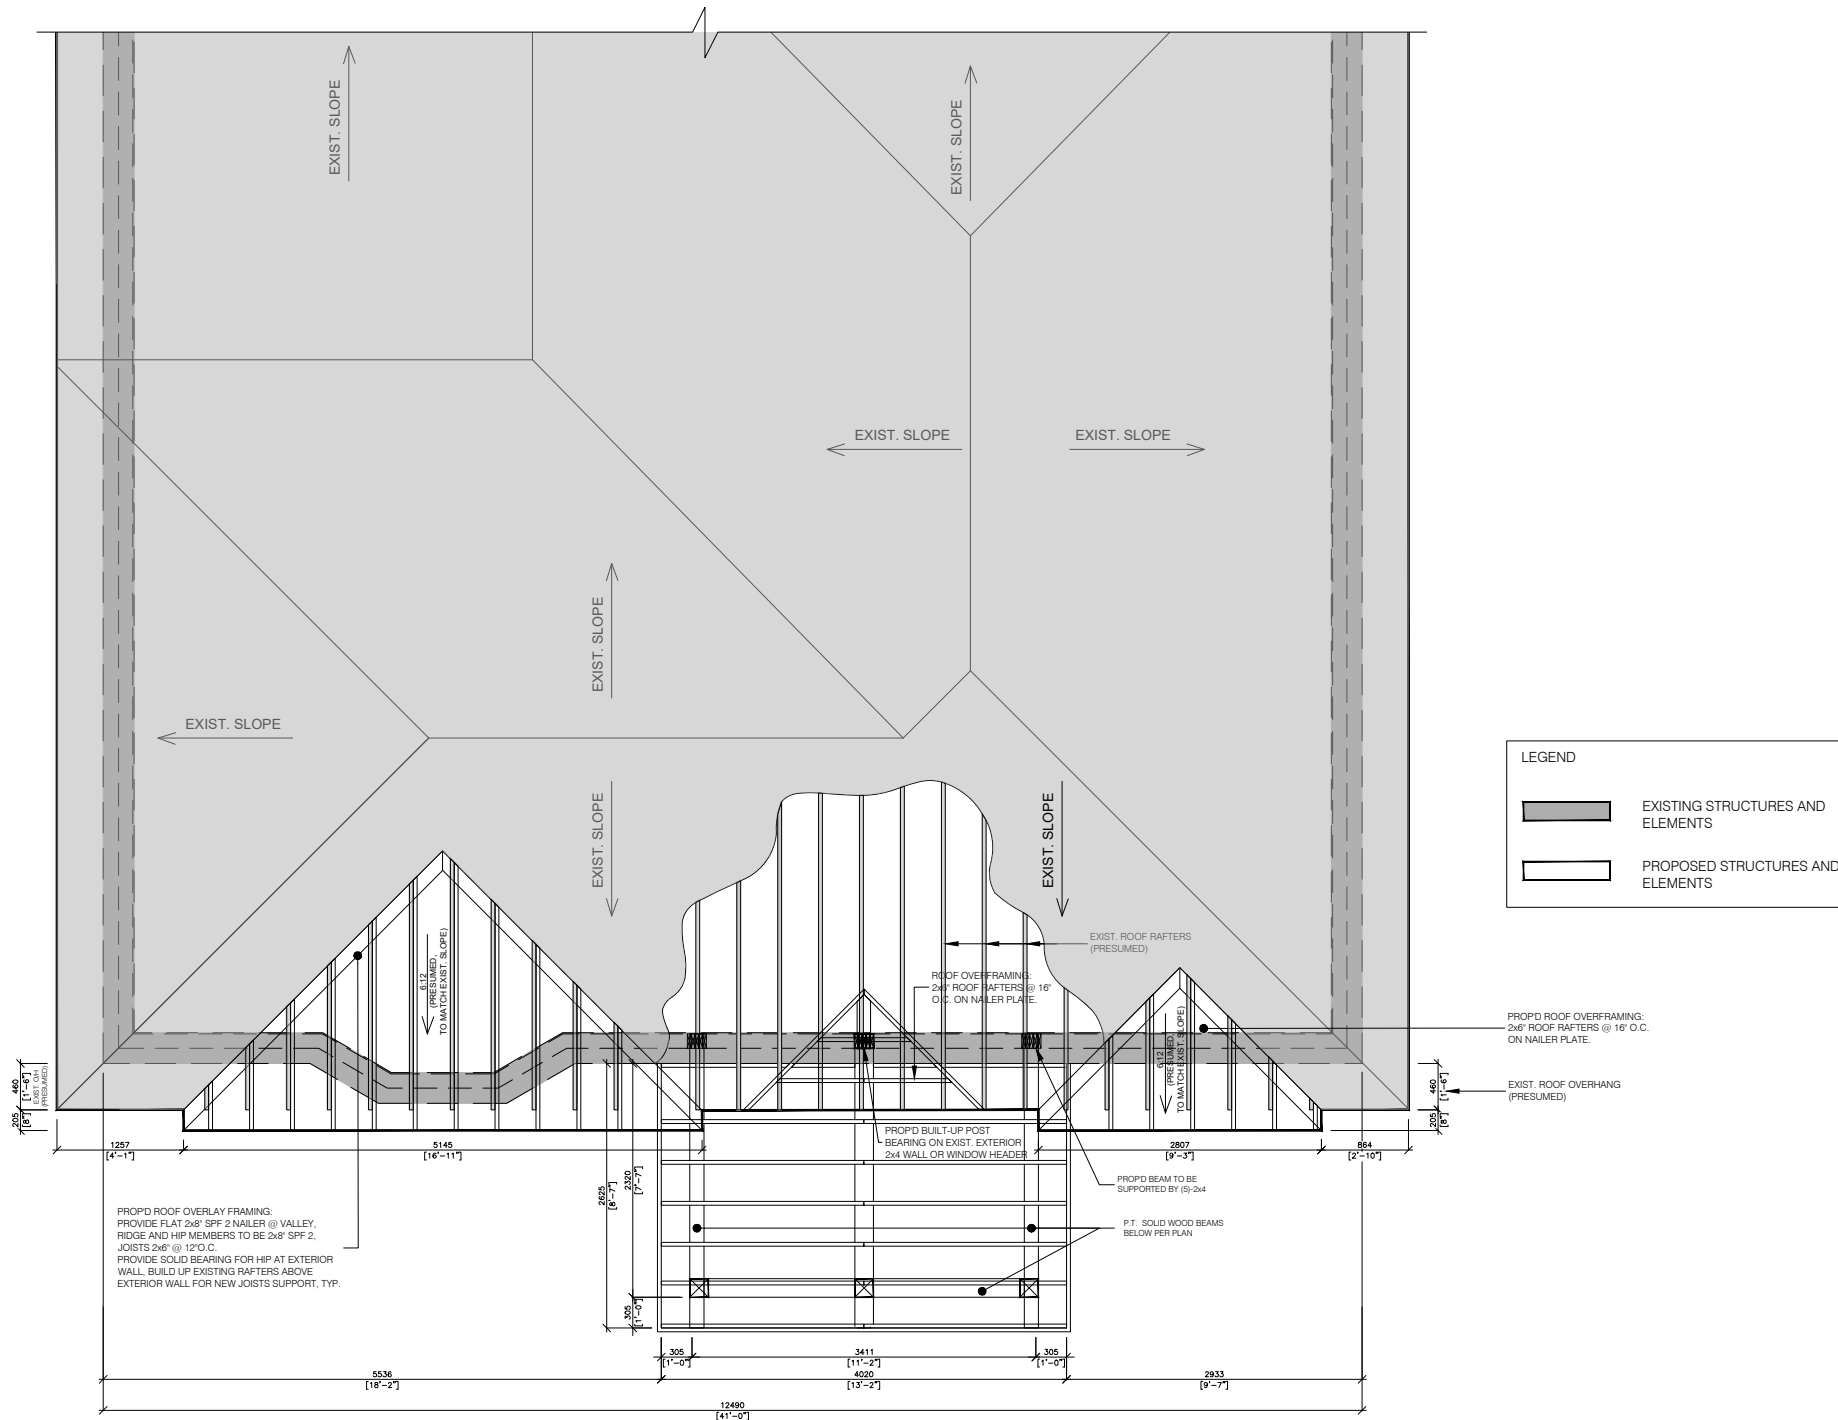 EXIST. SLOPE
EXIST. SLOPE
EXIST. SLOPE
EXIST. SLOPE
EXIST. SLOPE
EXIST. SLOPE
EXIST. SLOPE
EXIST. SLOPE
LEGEND
EXISTING STRUCTURES AND
ELEMENTS
PROPOSED STRUCTURES AND
ELEMENTS
EXIST. ROOF RAFTERS
(PRESUMED)
ROOF OVERFRAMING:
2x6" ROOF RAFTERS @ 16"
O.C. ON NAILER PLATE.
6:12
(PRESUMED,
TO MATCH EXIST. SLOPE)
6:12
(PRESUMED,
TO MATCH EXIST. SLOPE)
PROP'D ROOF OVERFRAMING:
2x6" ROOF RAFTERS @ 16" O.C.
ON NAILER PLATE.
EXIST. ROOF OVERHANG
(PRESUMED)
460
[1'-6"]
EXIST. O/H
(PRESUMED)
205
[8"]
460
[1'-6"]
205
[8"]
PROP'D BUILT-UP POST
BEARING ON EXIST. EXTERIOR
2x4 WALL OR WINDOW HEADER
1257
[4'-1"]
5145
[16'-11"]
2807
[9'-3"]
864
[2'-10"]
PROP'D BEAM TO BE
SUPPORTED BY (5)-2x4
P.T. SOLID WOOD BEAMS
BELOW PER PLAN
2625
[8'-7"]
2320
[7'-7"]
305
[1'-0"]
PROP'D ROOF OVERLAY FRAMING:
PROVIDE FLAT 2x8" SPF 2 NAILER @ VALLEY,
RIDGE AND HIP MEMBERS TO BE 2x8" SPF 2,
JOISTS 2x6" @ 12"O.C.
PROVIDE SOLID BEARING FOR HIP AT EXTERIOR
WALL, BUILD UP EXISTING RAFTERS ABOVE
EXTERIOR WALL FOR NEW JOISTS SUPPORT, TYP.
305
[1'-0"]
3411
[11'-2"]
305
[1'-0"]
5536
[18'-2"]
4020
[13'-2"]
2933
[9'-7"]
12490
[41'-0"]